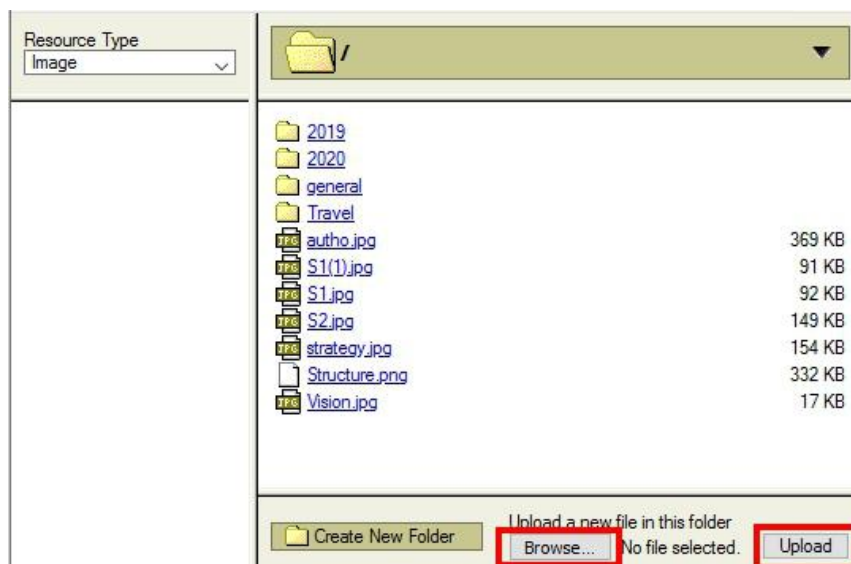 Resource Type
Image
/
2019
2020
general
Travel
autho.jpg 369 KB
S1(1).jpg 91 KB
S1.jpg 92 KB
S2.jpg 149 KB
strategy.jpg 154 KB
Structure.png 332 KB
Vision.jpg 17 KB
Create New Folder
Upload a new file in this folder
Browse... No file selected. Upload